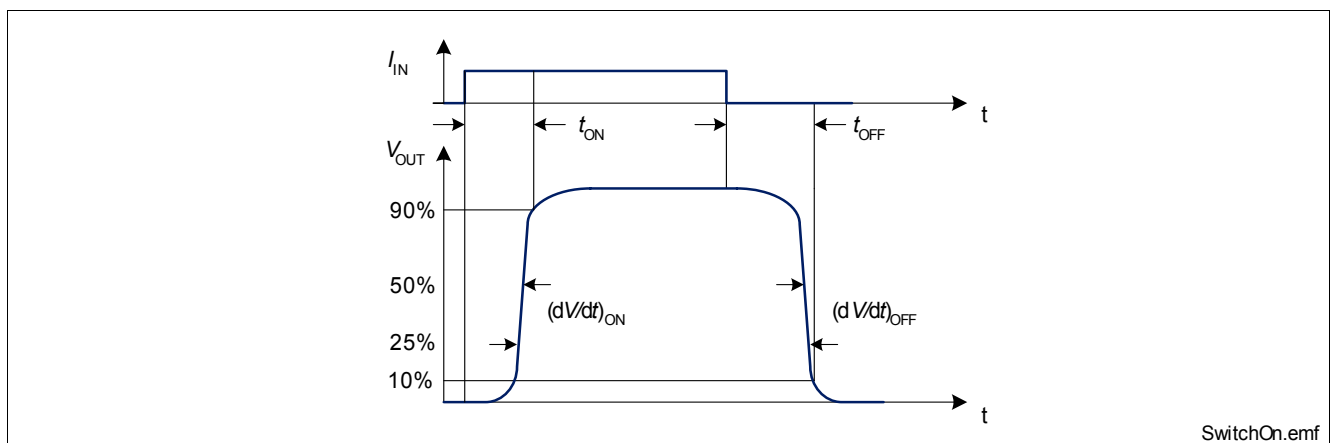 I_IN
t
t_ON
t_OFF
V_OUT
90%
50%
(dV/dt)_ON
(dV/dt)_OFF
25%
10%
t
SwitchOn.emf